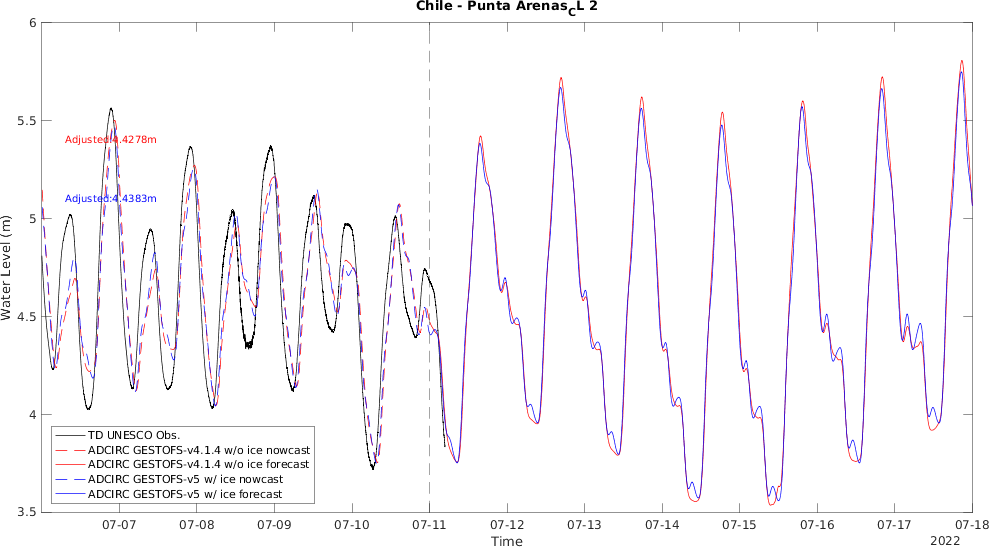 Chile - Punta Arenas_CL 2
6
5.5
5
4.5
4
3.5
Water Level (m)
Adjusted:4.4278m
Adjusted:4.4383m
TD UNESCO Obs.
ADCIRC GESTOFS-v4.1.4 w/o ice nowcast
ADCIRC GESTOFS-v4.1.4 w/o ice forecast
ADCIRC GESTOFS-v5 w/ ice nowcast
ADCIRC GESTOFS-v5 w/ ice forecast
07-07 07-08 07-09 07-10 07-11 07-12 07-13 07-14 07-15 07-16 07-17 07-18
Time
2022